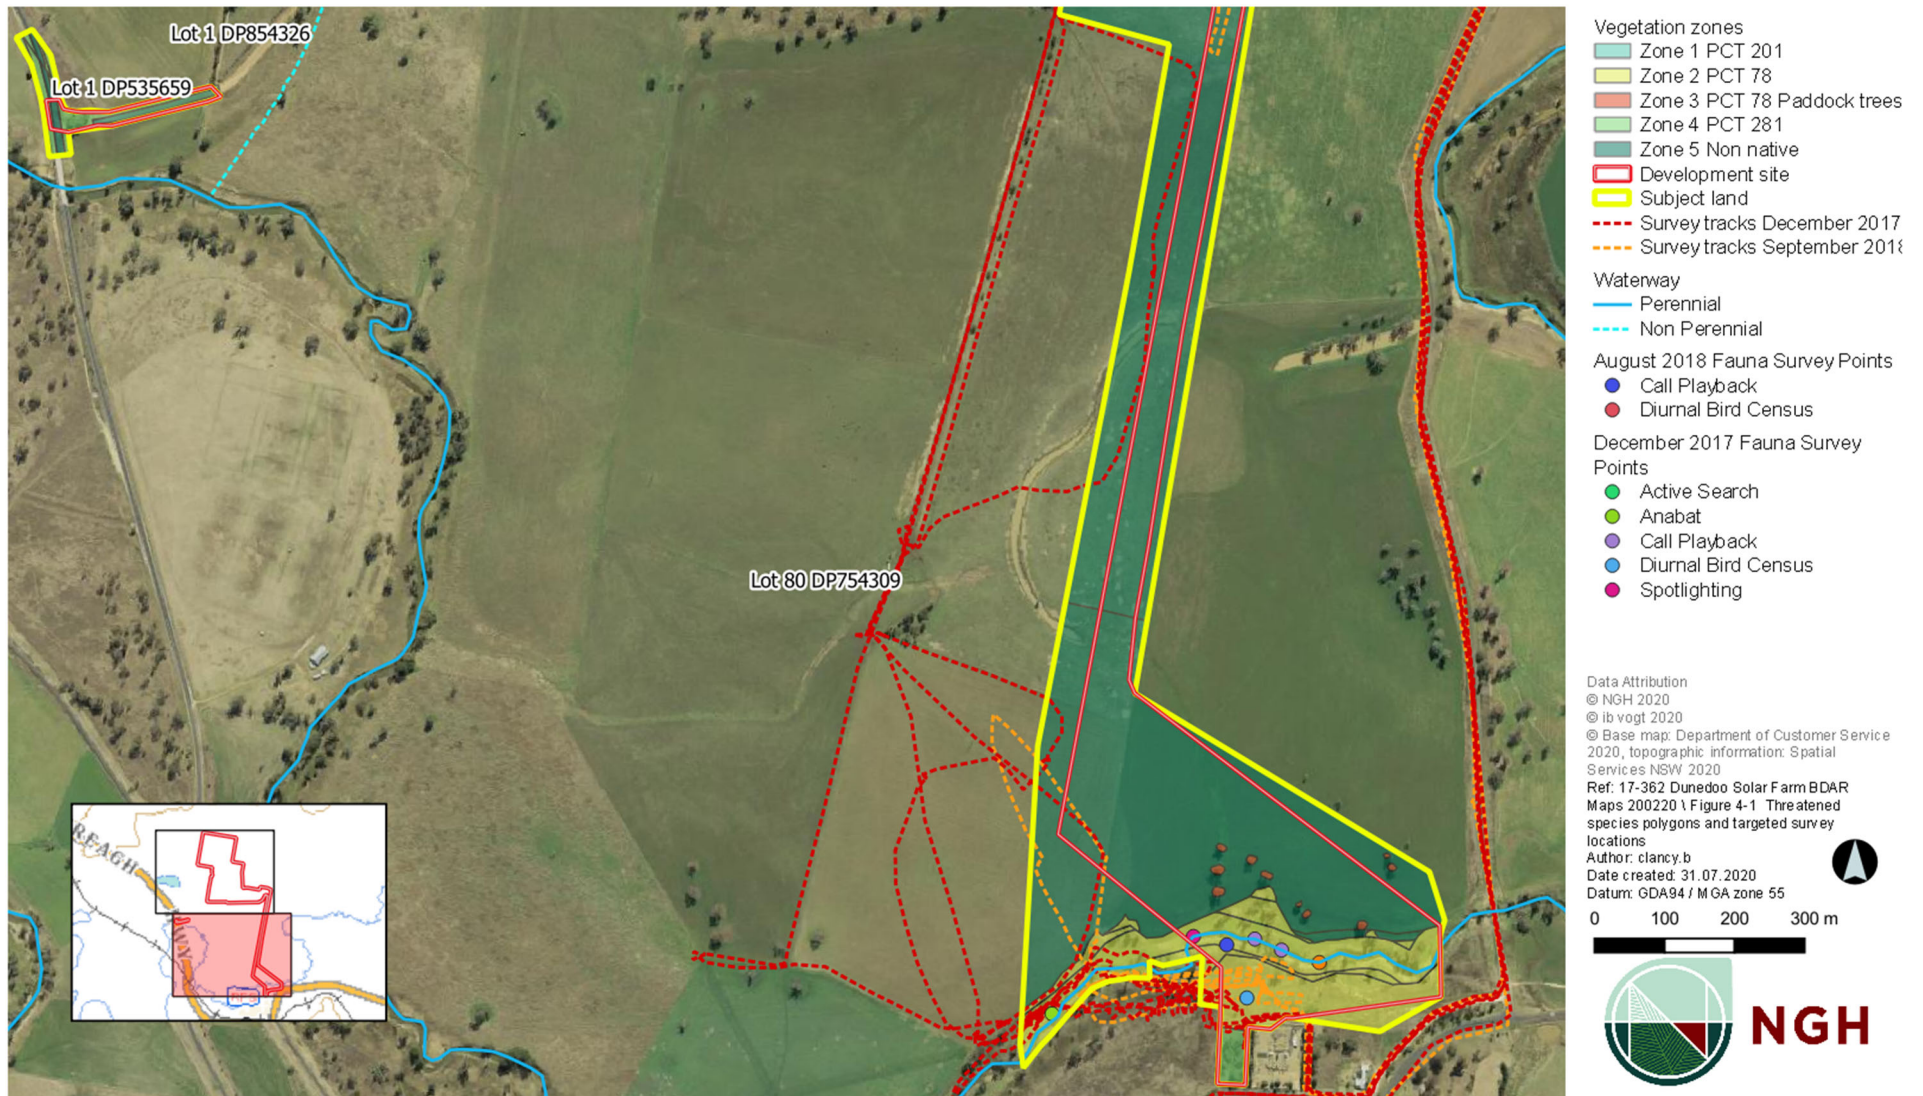 Lot 1 DP854326
Lot 1 DP535659
Lot 80 DP754309
Vegetation zones
Zone 1 PCT 201
Zone 2 PCT 78
Zone 3 PCT 78 Paddock trees
Zone 4 PCT 281
Zone 5 Non native
Development site
Subject land
Survey tracks December 2017
Survey tracks September 2018
Waterway
Perennial
Non Perennial
August 2018 Fauna Survey Points
Call Playback
Diurnal Bird Census
December 2017 Fauna Survey
Points
Active Search
Anabat
Call Playback
Diurnal Bird Census
Spotlighting
Data Attribution
© NGH 2020
© ib vogt 2020
© Base map: Department of Customer Service
2020, topographic information: Spatial
Services NSW 2020
Ref: 17-362 Dunedoo Solar Farm BDAR
Maps 200220 \ Figure 4-1 Threatened
species polygons and targeted survey
locations
Author: clancy.b
Date created: 31.07.2020
Datum: GDA94 / MGA zone 55
0 100 200 300 m
NGH